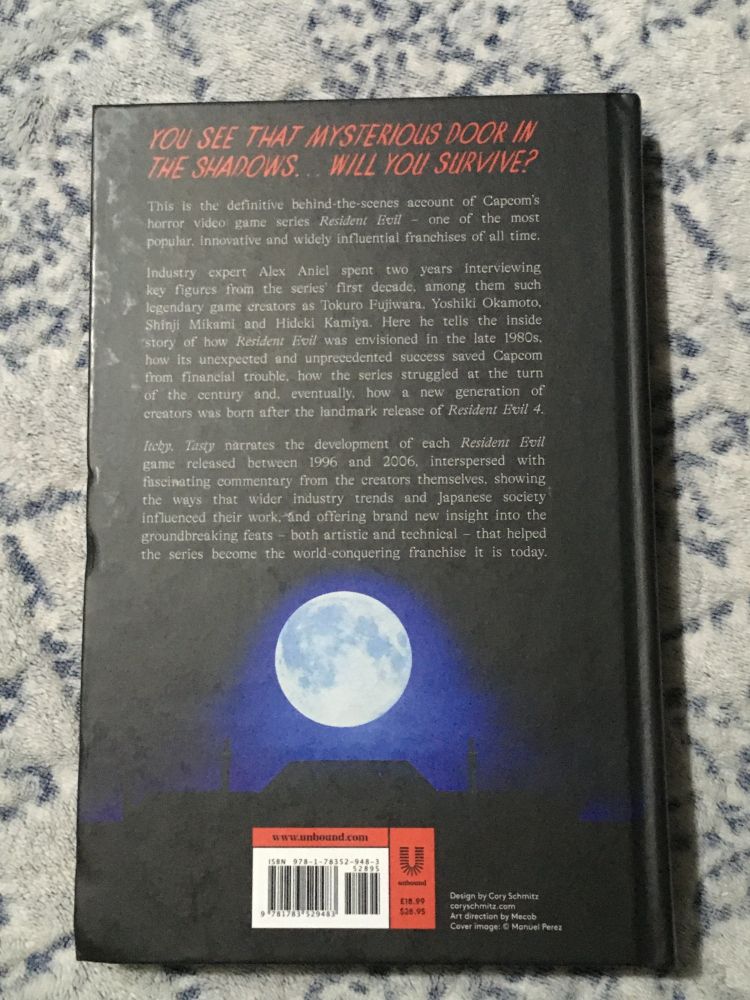 YOU SEE THAT MYSTERIOUS DOOR IN
THE SHADOWS... WILL YOU SURVIVE?
This is the definitive behind-the-scenes account of Capcom's
horror video game series Resident Evil – one of the most
popular, innovative and widely influential franchises of all time.
Industry expert Alex Aniel spent two years interviewing
key figures from the series' first decade, among them such
legendary game creators as Tokuro Fujiwara, Yoshiki Okamoto,
Shinji Mikami and Hideki Kamiya. Here he tells the inside
story of how Resident Evil was envisioned in the late 1980s,
how its unexpected and unprecedented success saved Capcom
from financial trouble, how the series struggled at the turn
of the century and, eventually, how a new generation of
creators was born after the landmark release of Resident Evil 4.
Itchy, Tasty narrates the development of each Resident Evil
game released between 1996 and 2006, interspersed with
fascinating commentary from the creators themselves, showing
the ways that wider industry trends and Japanese society
influenced their work, and offering brand new insight into the
groundbreaking feats – both artistic and technical – that helped
the series become the world-conquering franchise it is today.
www.unbound.com
ISBN 978-1-78352-948-3
52895
9 781783 529483
unbound
£18.99
$28.95
Design by Cory Schmitz
coryschmitz.com
Art direction by Mecob
Cover image: © Manuel Perez